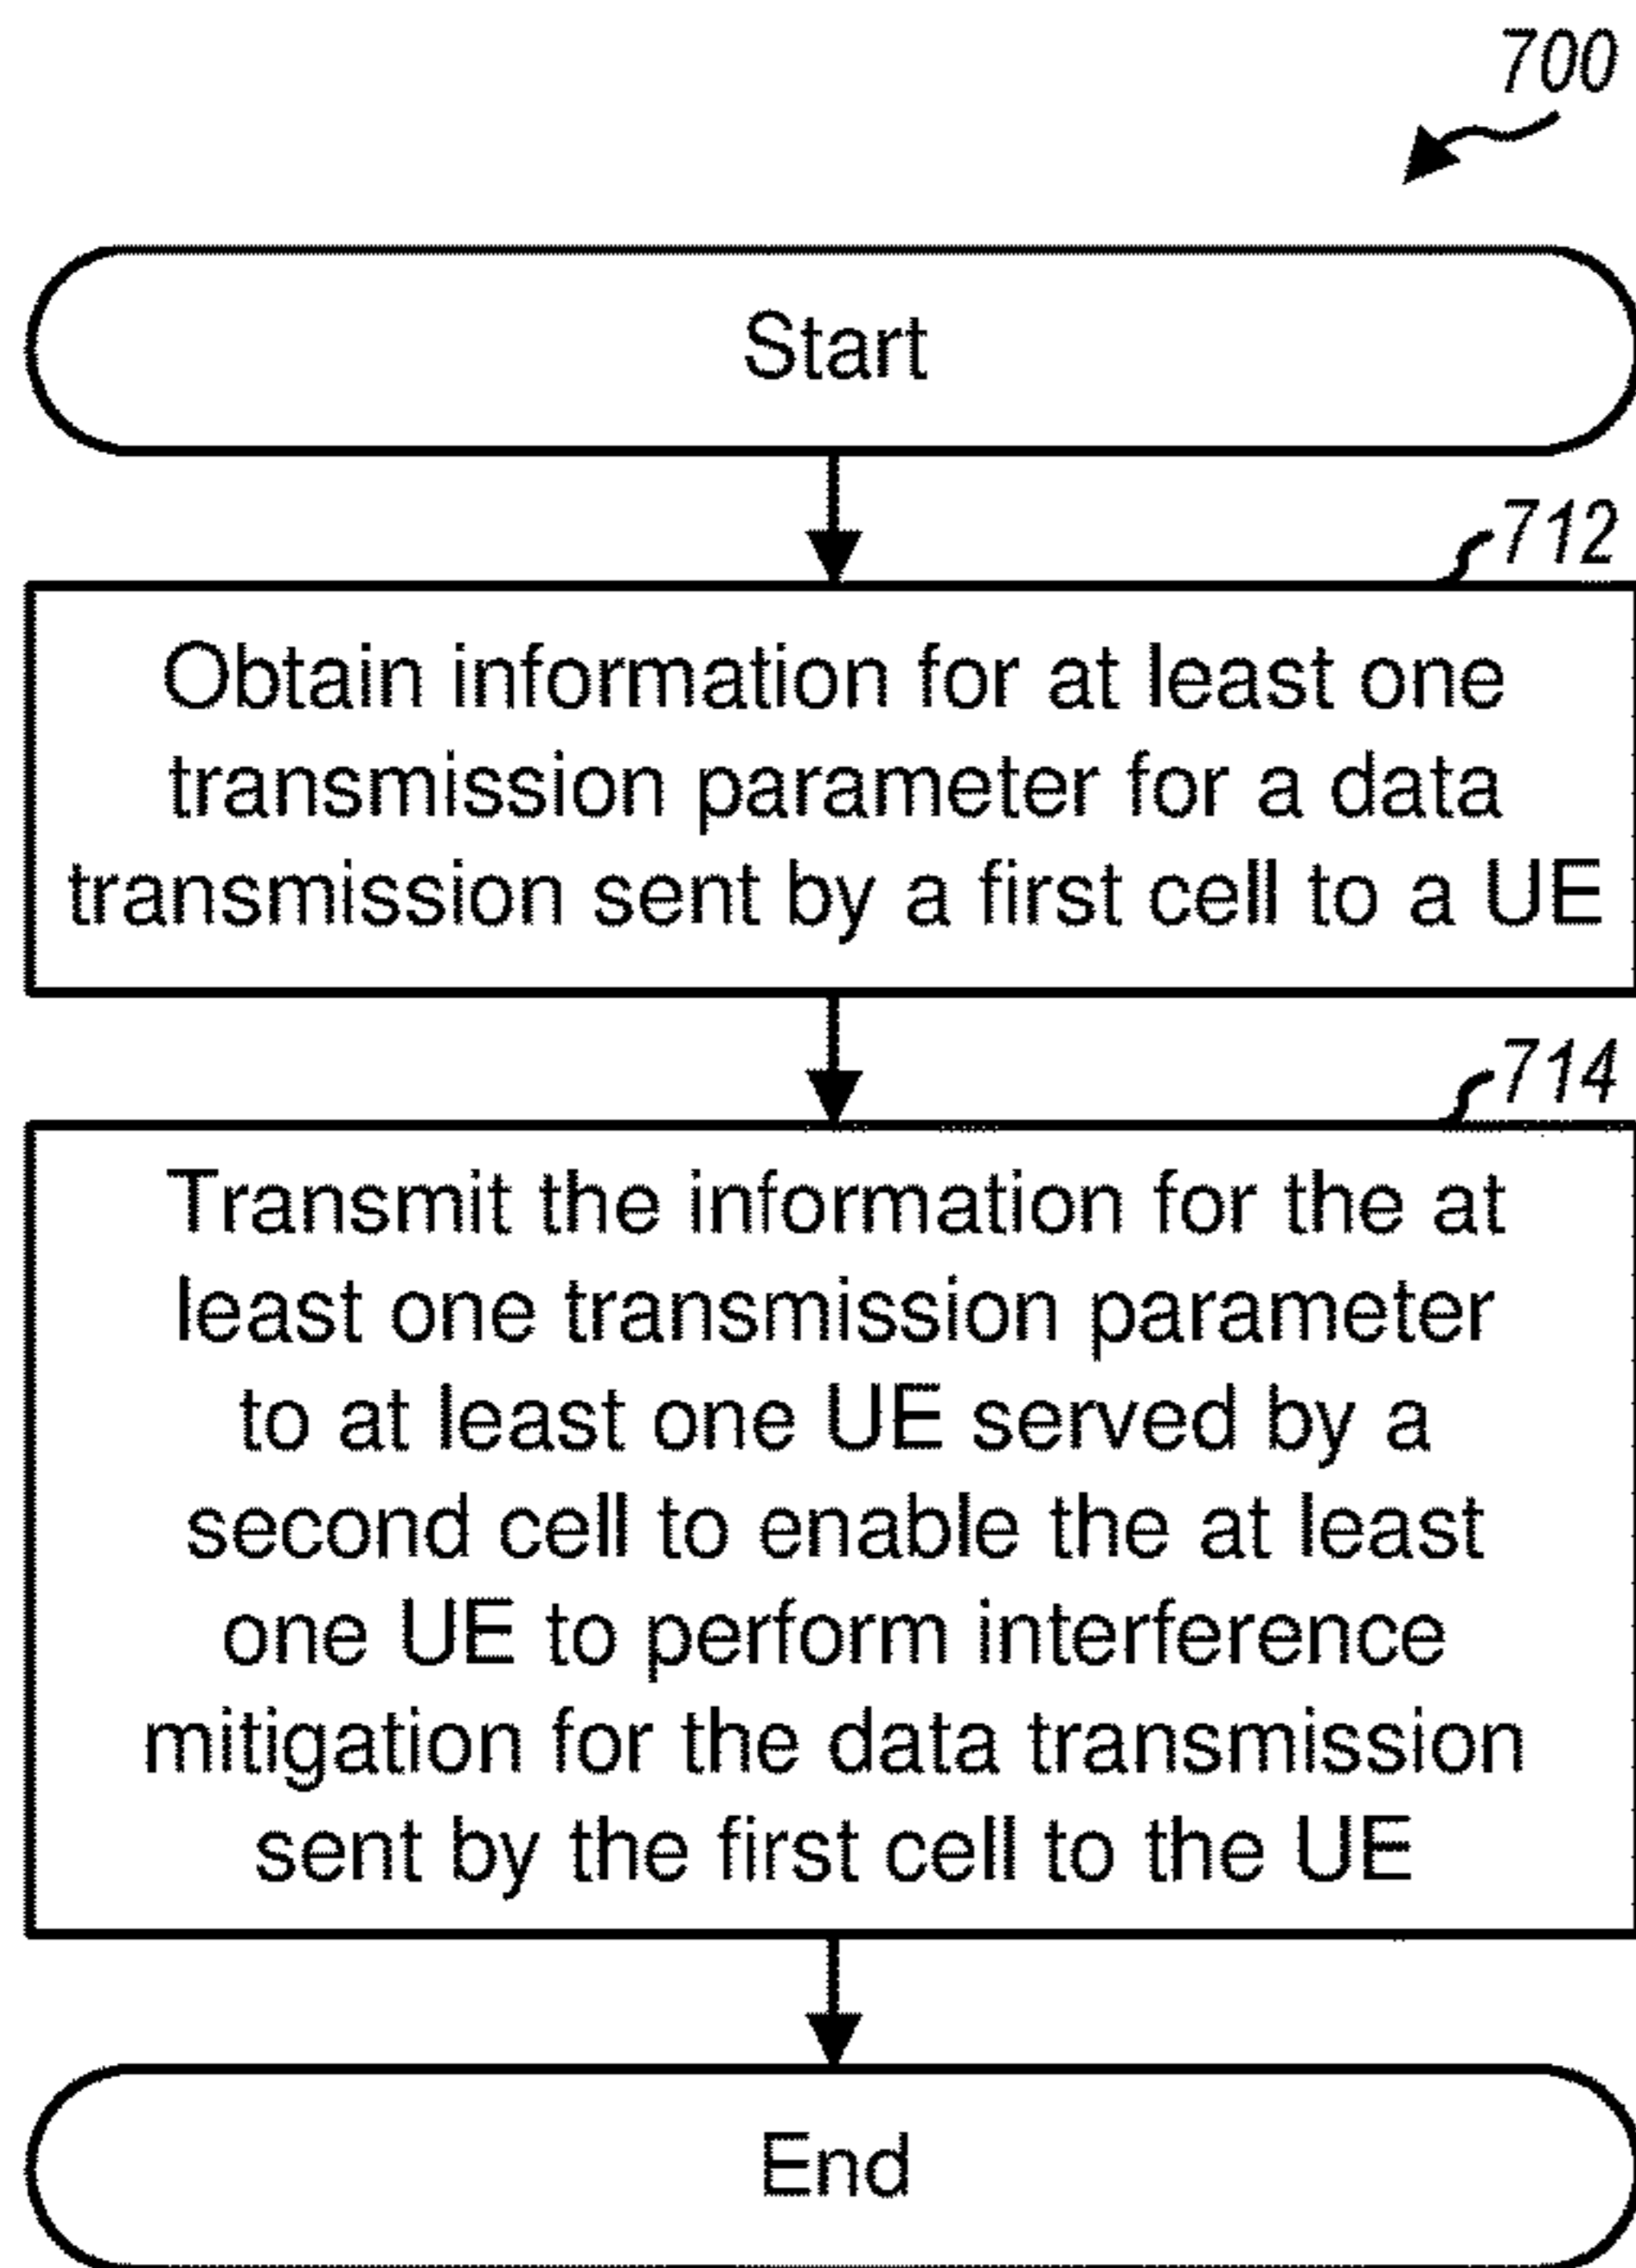 700
Start
712
Obtain information for at least one
transmission parameter for a data
transmission sent by a first cell to a UE
714
Transmit the information for the at
least one transmission parameter
to at least one UE served by a
second cell to enable the at least
one UE to perform interference
mitigation for the data transmission
sent by the first cell to the UE
End